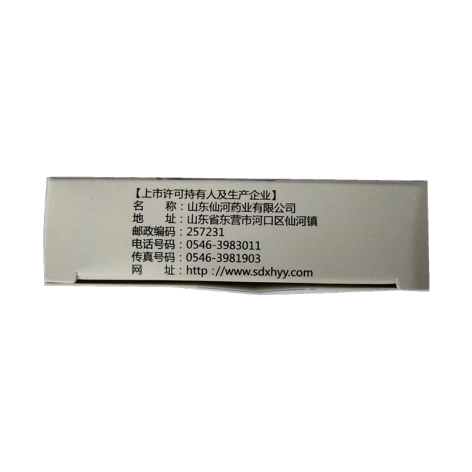 【上市许可持有人及生产企业】
名 称：山东仙河药业有限公司
地 址：山东省东营市河口区仙河镇
邮政编码：257231
电话号码：0546-3983011
传真号码：0546-3981903
网 址：http ://www.sdxhyy.com